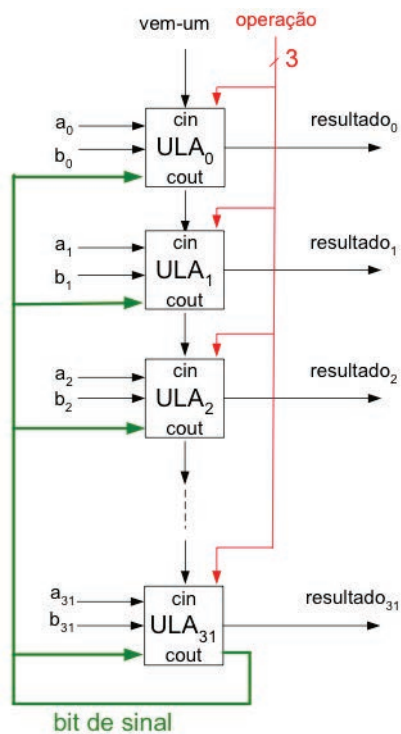 vem-um
operação
3
a0
b0
cin
ULA0
cout
resultado0
a1
b1
cin
ULA1
cout
resultado1
a2
b2
cin
ULA2
cout
resultado2
a31
b31
cin
ULA31
cout
resultado31
bit de sinal